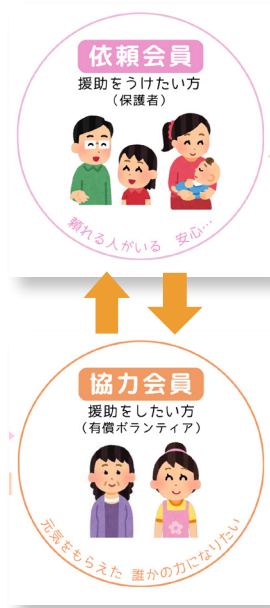 依頼会員
援助をうけたい方
(保護者)
頼れる人がいる 安心…
協力会員
援助をしたい方
(有償ボランティア)
元気をもらえた 誰かの力になりたい